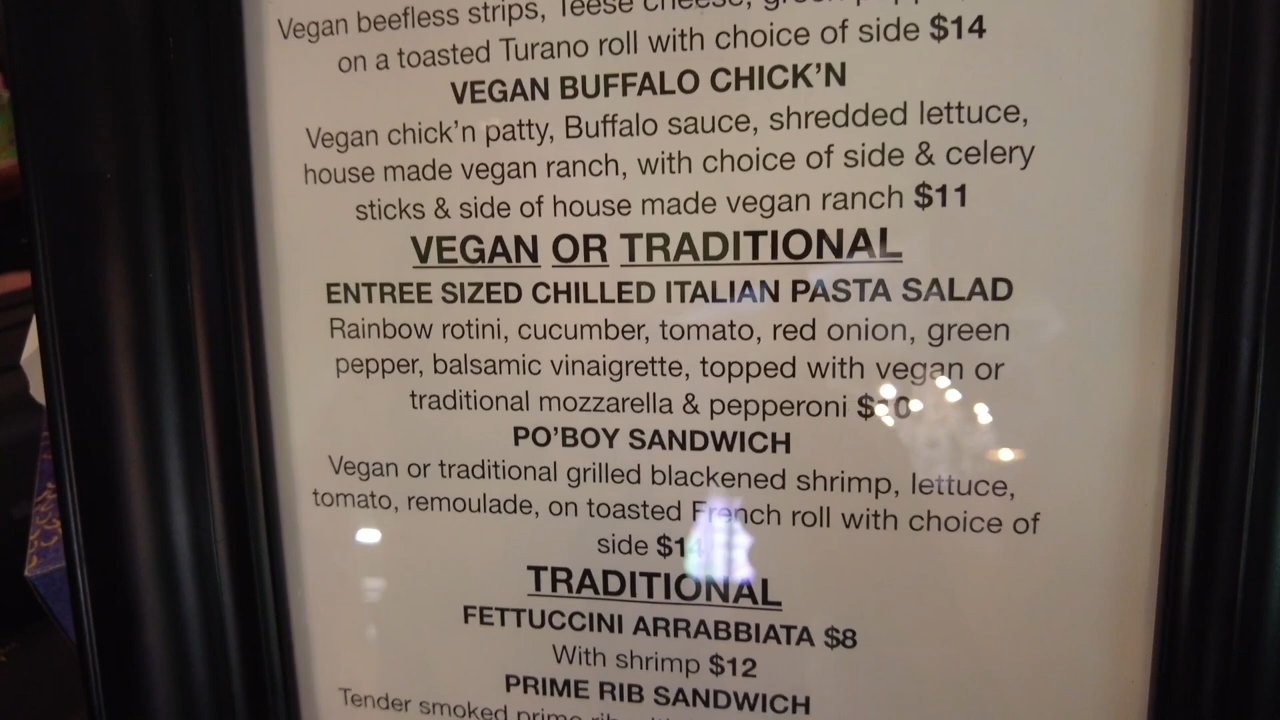 Vegan beefless strips, Teese cheese,
on a toasted Turano roll with choice of side $14
VEGAN BUFFALO CHICK'N
Vegan chick'n patty, Buffalo sauce, shredded lettuce,
house made vegan ranch, with choice of side & celery
sticks & side of house made vegan ranch $11
VEGAN OR TRADITIONAL
ENTREE SIZED CHILLED ITALIAN PASTA SALAD
Rainbow rotini, cucumber, tomato, red onion, green
pepper, balsamic vinaigrette, topped with vegan or
traditional mozzarella & pepperoni
PO'BOY SANDWICH
Vegan or traditional grilled blackened shrimp, lettuce,
tomato, remoulade, on toasted French roll with choice of
side
TRADITIONAL
FETTUCCINI ARRABBIATA $8
With shrimp $12
PRIME RIB SANDWICH
Tender smoked prime